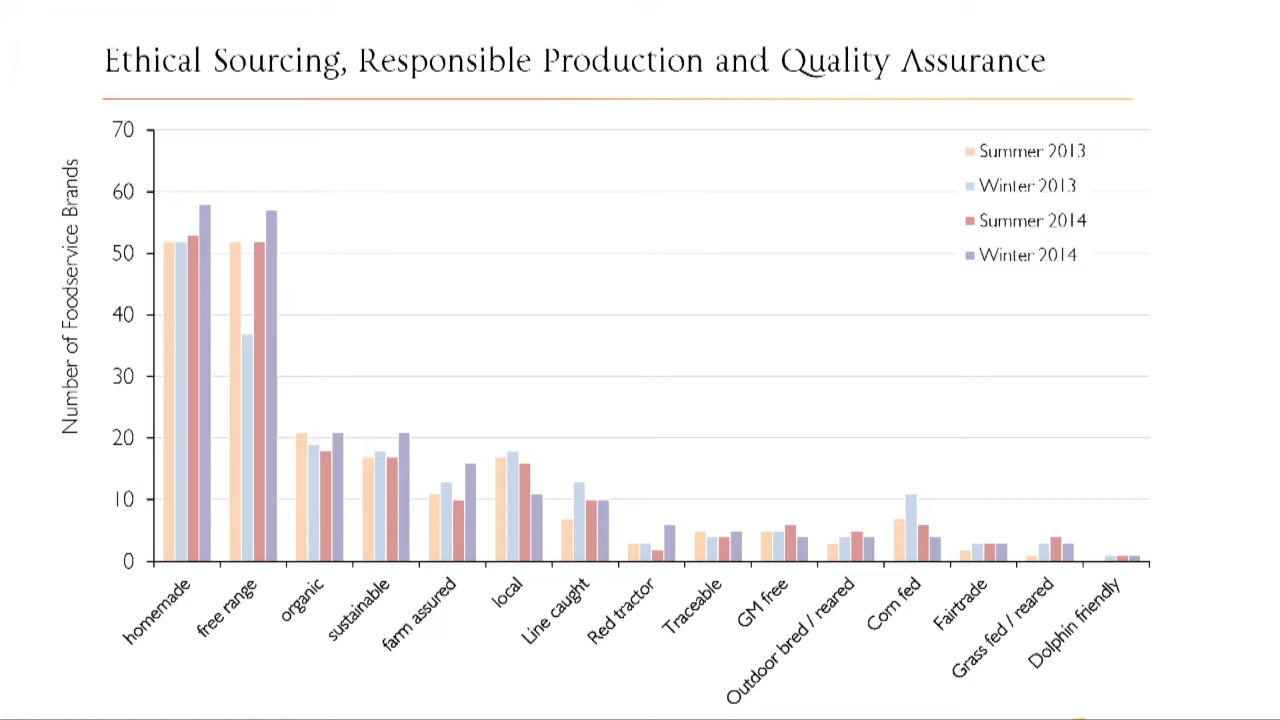 Ethical Sourcing, Responsible Production and Quality Assurance
Number of Foodservice Brands
70
60
50
40
30
20
10
0
Summer 2013
Winter 2013
Summer 2014
Winter 2014
homemade
free range
organic
sustainable
farm assured
local
Line caught
Red tractor
Traceable
GM free
Outdoor bred / reared
Corn fed
Fairtrade
Grass fed / reared
Dolphin friendly